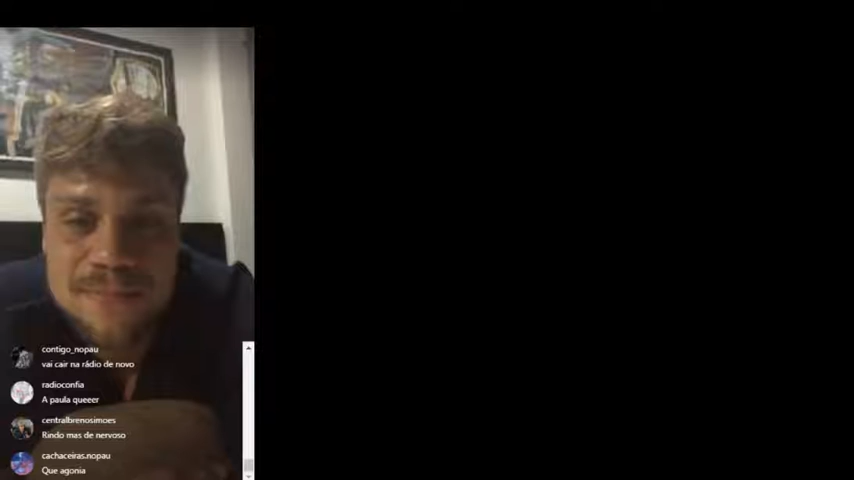 contigo_nopau
vai cair na rádio de novo
radioconfia
A paula queeer
centralbrenosimoes
Rindo mas de nervoso
cachaceiras.nopau
Que agonia